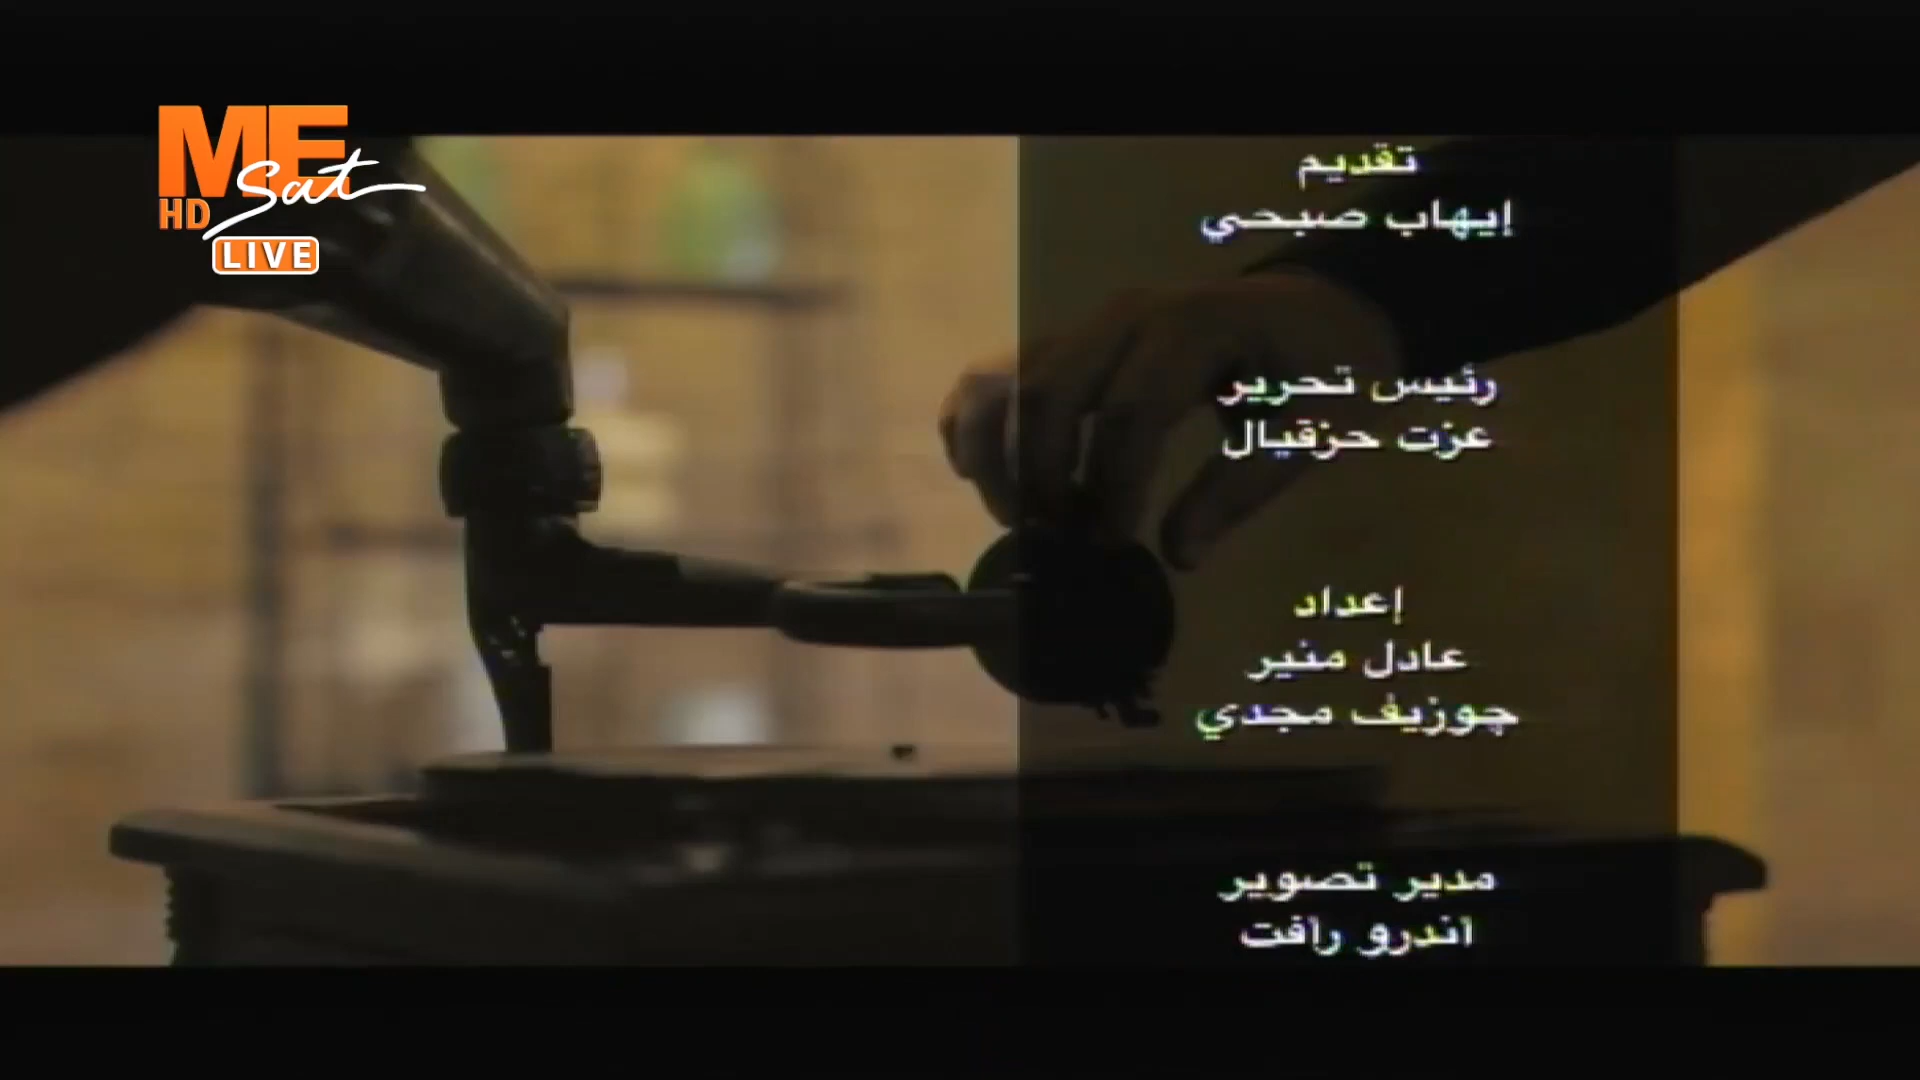 ME
Sat
HD
LIVE
تقديم
إيهاب صبحي
رئيس تحرير
عزت حزقيال
إعداد
عادل منير
جوزيف مجدي
مدير تصوير
اندرو رافت